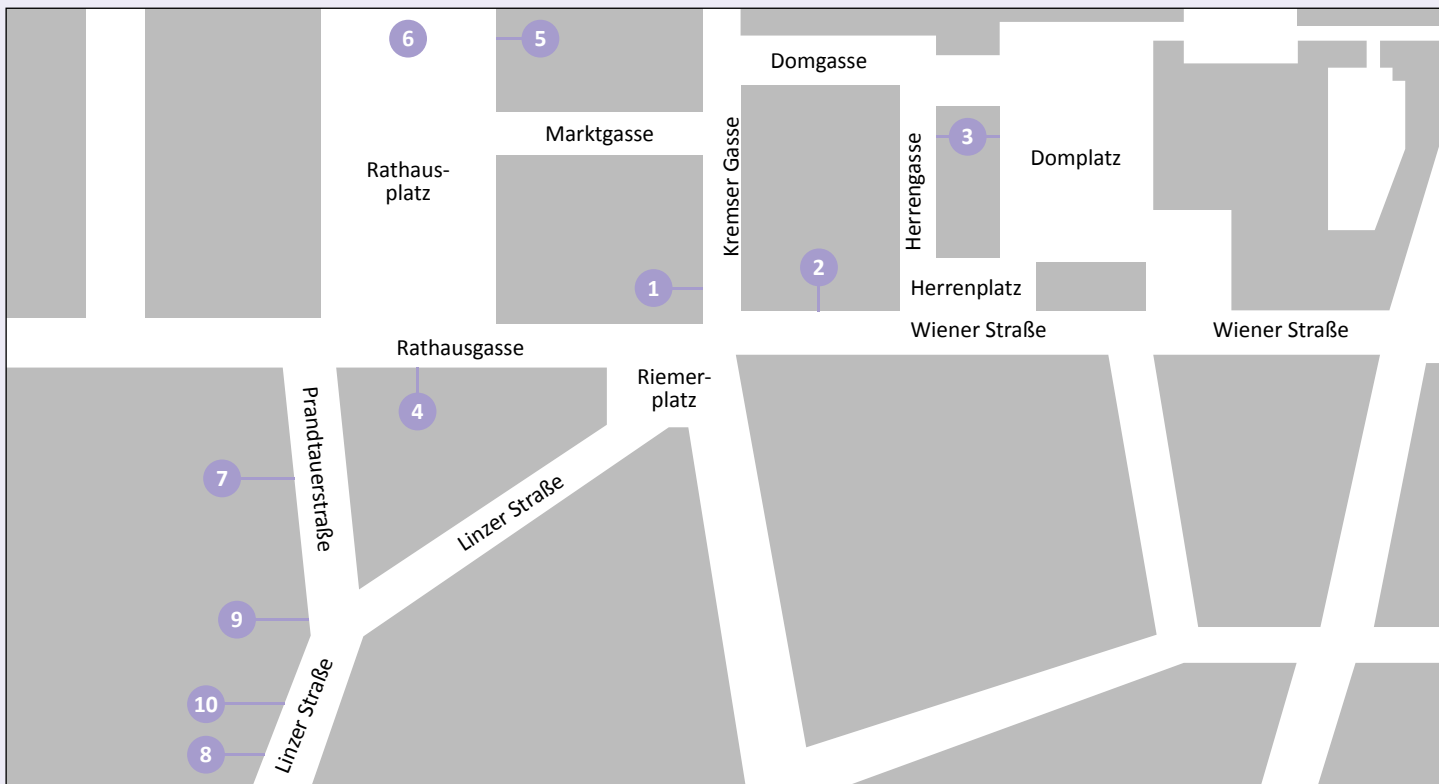 6
5
Domgasse
Marktgasse
Kremser Gasse
Herrengasse
3
Domplatz
Rathaus-
platz
2
1
Herrenplatz
Wiener Straße
Wiener Straße
Rathausgasse
Riemer-
platz
4
Prandtauerstraße
7
Linzer Straße
9
10
Linzer Straße
8